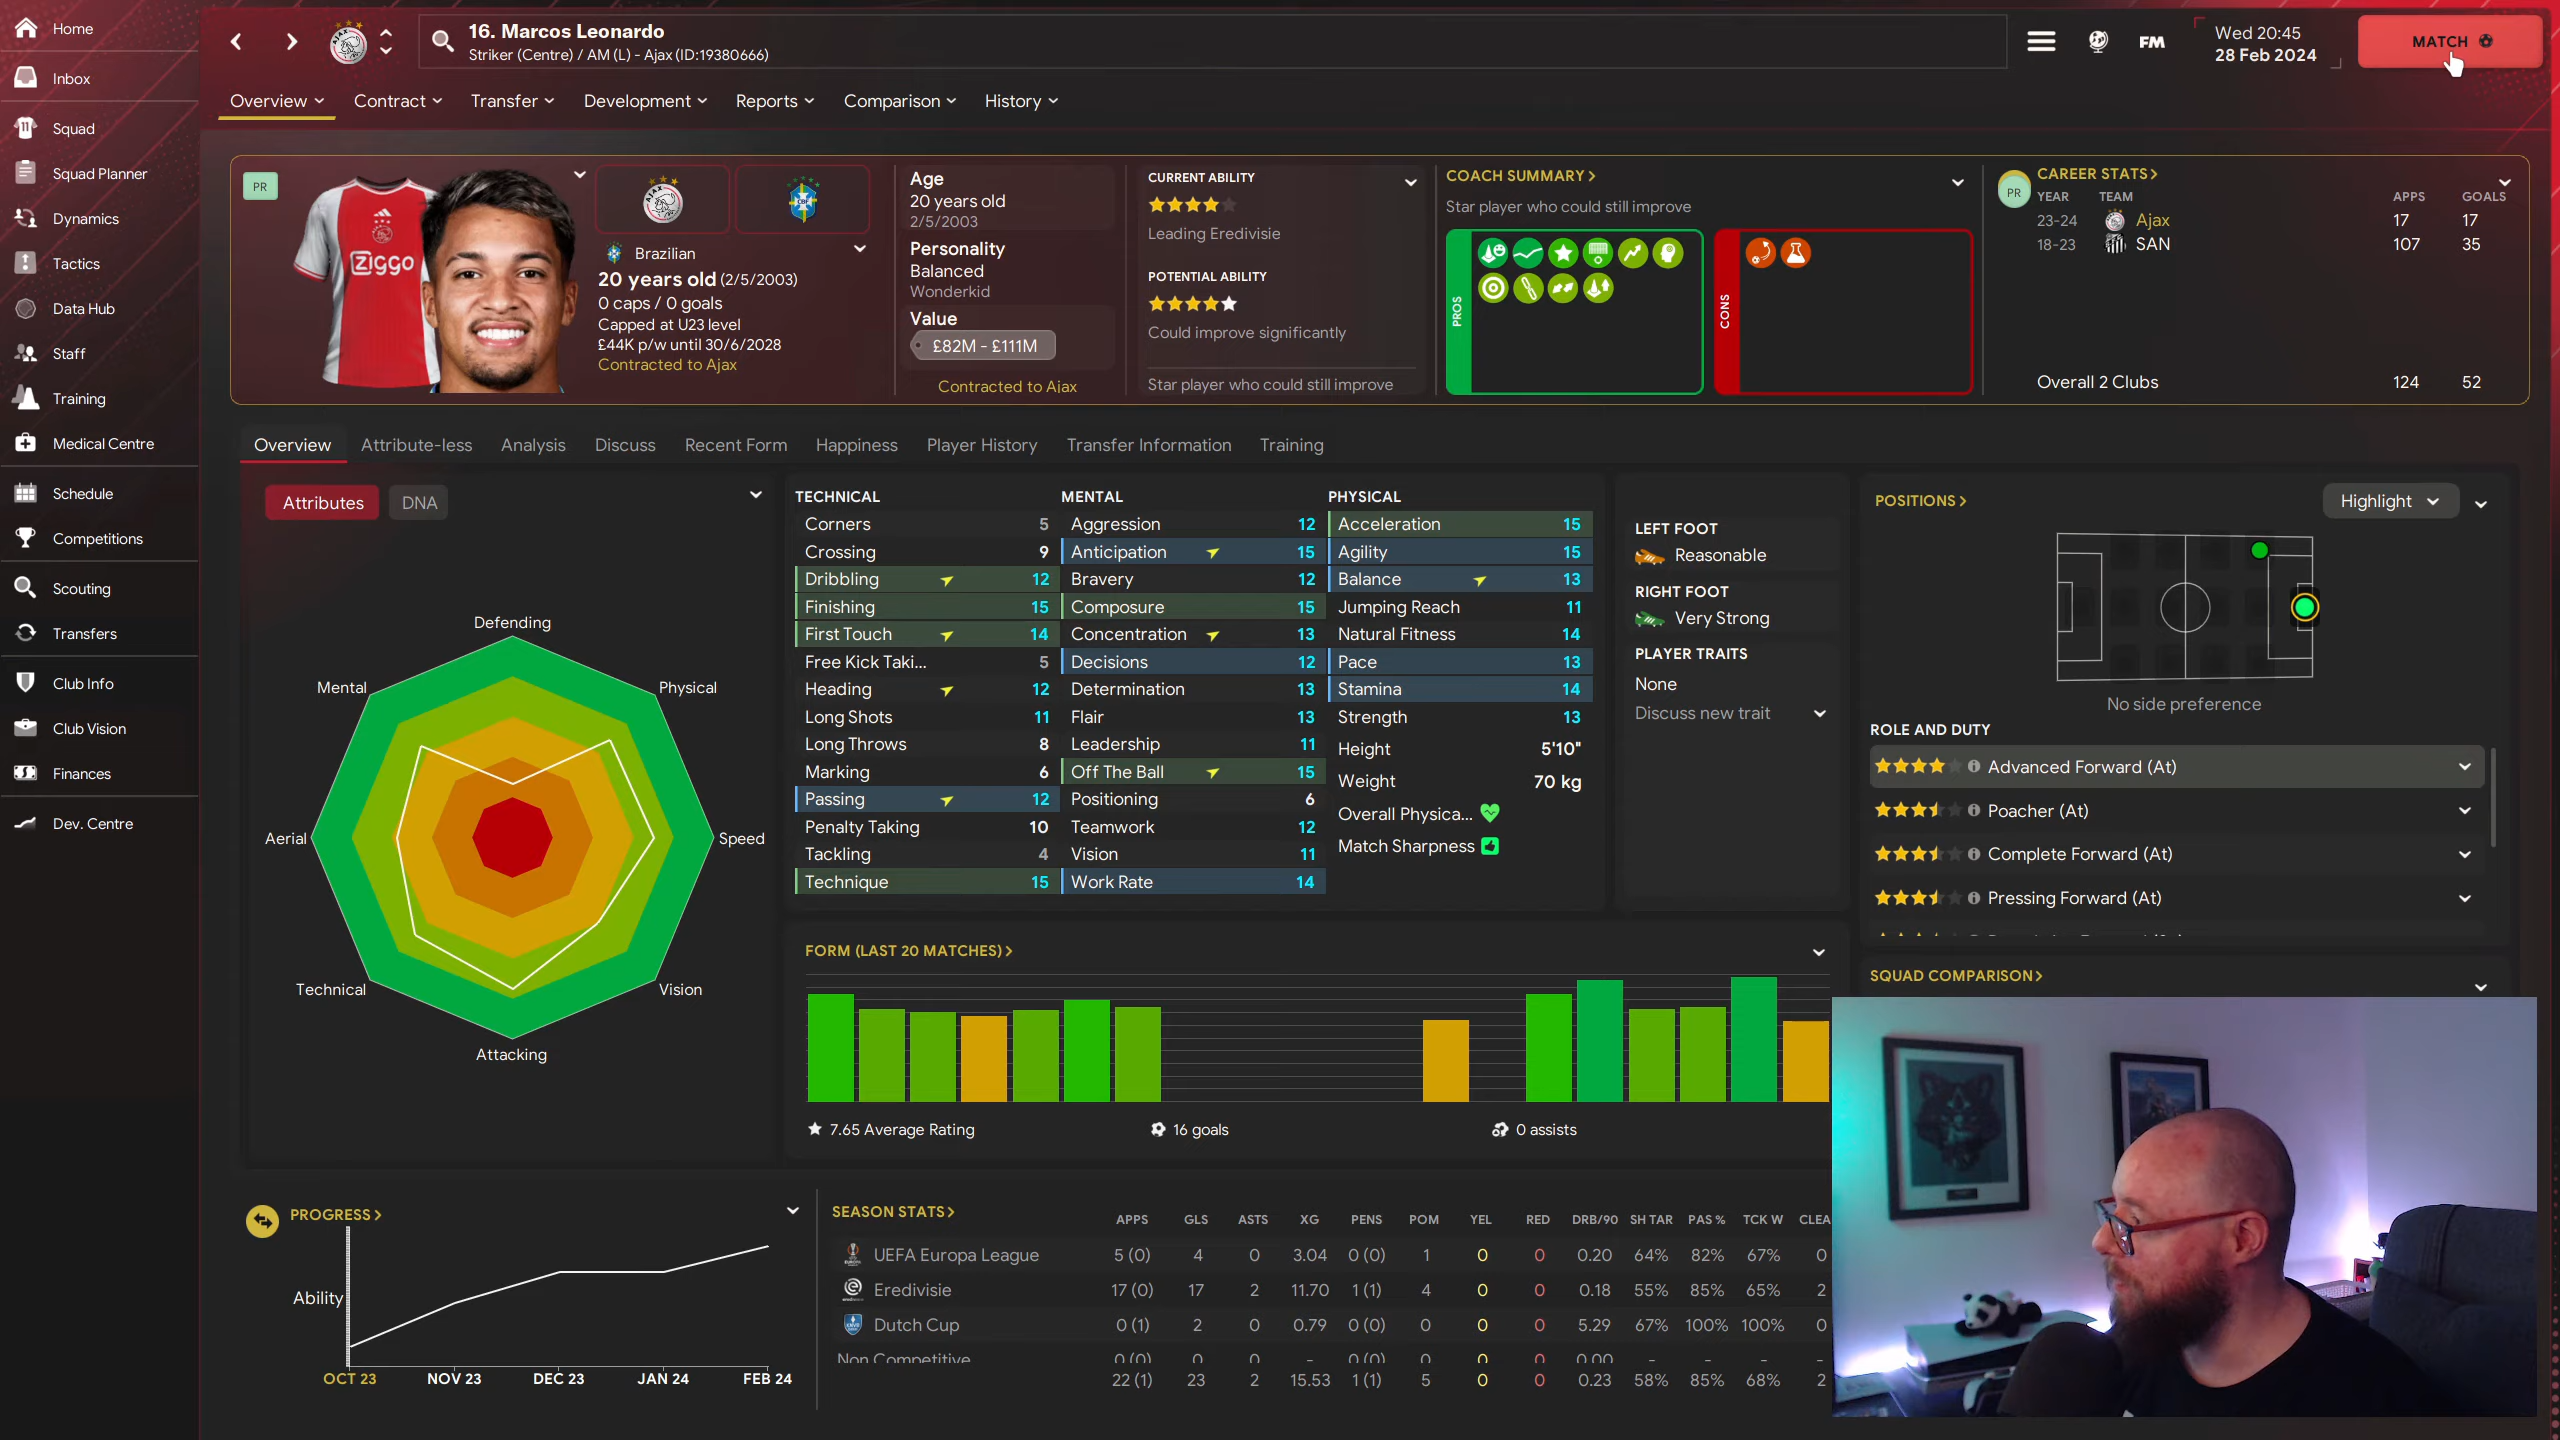 Home
Inbox
Squad
Squad Planner
Dynamics
Tactics
Data Hub
Staff
Training
Medical Centre
Schedule
Competitions
Scouting
Transfers
Club Info
Club Vision
Finances
Dev. Centre
16. Marcos Leonardo
Striker (Centre) / AM (L) - Ajax (ID:19380666)
FM
Wed 20:45
28 Feb 2024
MATCH
Overview Contract Transfer Development Reports Comparison History
PR
Ziggo
AJAX
CBF
Brazilian
20 years old (2/5/2003)
0 caps / 0 goals
Capped at U23 level
£44K p/w until 30/6/2028
Contracted to Ajax
Age
20 years old
2/5/2003
Personality
Balanced
Wonderkid
Value
£82M - £111M
Contracted to Ajax
CURRENT ABILITY
Leading Eredivisie
POTENTIAL ABILITY
Could improve significantly
Star player who could still improve
COACH SUMMARY
Star player who could still improve
PROS
CONS
PR
CAREER STATS
YEAR TEAM APPS GOALS
23-24 Ajax 17 17
18-23 SAN 107 35
Overall 2 Clubs 124 52
Overview Attribute-less Analysis Discuss Recent Form Happiness Player History Transfer Information Training
Attributes DNA
Defending
Physical
Speed
Vision
Attacking
Technical
Aerial
Mental
TECHNICAL
Corners 5
Crossing 9
Dribbling 12
Finishing 15
First Touch 14
Free Kick Taki... 5
Heading 12
Long Shots 11
Long Throws 8
Marking 6
Passing 12
Penalty Taking 10
Tackling 4
Technique 15
MENTAL
Aggression 12
Anticipation 15
Bravery 12
Composure 15
Concentration 13
Decisions 12
Determination 13
Flair 13
Leadership 11
Off The Ball 15
Positioning 6
Teamwork 12
Vision 11
Work Rate 14
PHYSICAL
Acceleration 15
Agility 15
Balance 13
Jumping Reach 11
Natural Fitness 14
Pace 13
Stamina 14
Strength 13
Height 5'10"
Weight 70 kg
Overall Physica...
Match Sharpness
LEFT FOOT
Reasonable
RIGHT FOOT
Very Strong
PLAYER TRAITS
None
Discuss new trait
POSITIONS
Highlight
No side preference
ROLE AND DUTY
Advanced Forward (At)
Poacher (At)
Complete Forward (At)
Pressing Forward (At)
SQUAD COMPARISON
FORM (LAST 20 MATCHES)
7.65 Average Rating 16 goals 0 assists
PROGRESS
Ability
OCT 23 NOV 23 DEC 23 JAN 24 FEB 24
SEASON STATS APPS GLS ASTS XG PENS POM YEL RED DRB/90 SH TAR PAS % TCK W CLEA
UEFA Europa League 5 (0) 4 0 3.04 0 (0) 1 0 0 0.20 64% 82% 67% 0
Eredivisie 17 (0) 17 2 11.70 1 (1) 4 0 0 0.18 55% 85% 65% 2
Dutch Cup 0 (1) 2 0 0.79 0 (0) 0 0 0 5.29 67% 100% 100% 0
Non Competitive 0 (0) 0 0 - 0 (0) 0 0 0 0.00 - - - -
22 (1) 23 2 15.53 1 (1) 5 0 0 0.23 58% 85% 68% 2